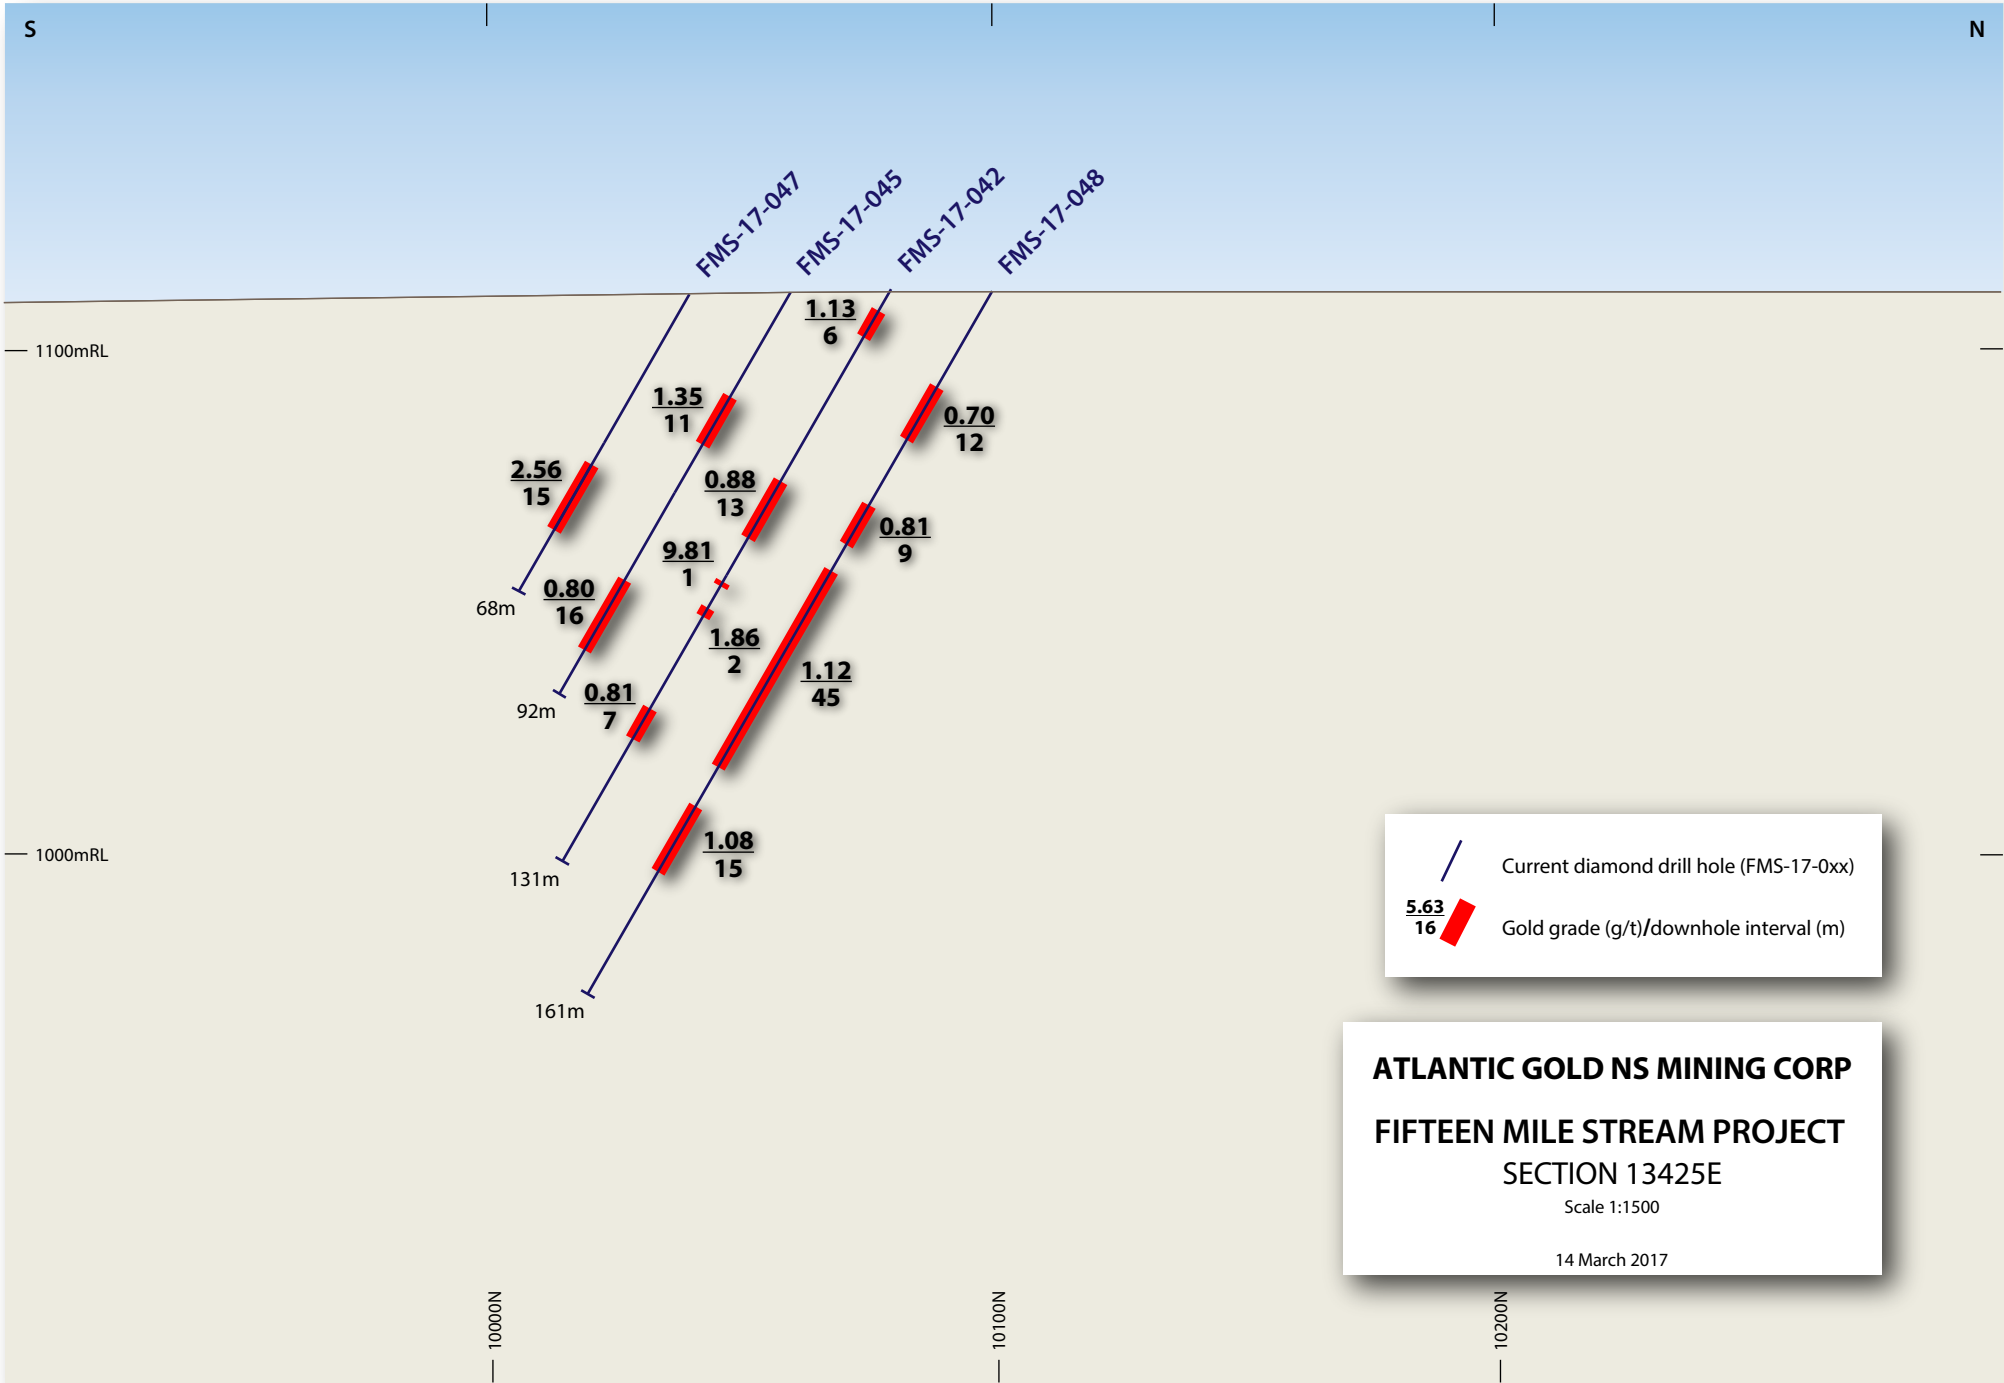 S
N
FMS-17-047
FMS-17-045
FMS-17-042
FMS-17-048
1100mRL
1000mRL
1.13
6
1.35
11
0.70
12
2.56
15
0.88
13
0.81
9
9.81
1
0.80
16
1.86
2
1.12
45
0.81
7
1.08
15
68m
92m
131m
161m
Current diamond drill hole (FMS-17-0xx)
5.63
16
Gold grade (g/t)/downhole interval (m)
ATLANTIC GOLD NS MINING CORP
FIFTEEN MILE STREAM PROJECT
SECTION 13425E
Scale 1:1500
14 March 2017
10000N
10100N
10200N